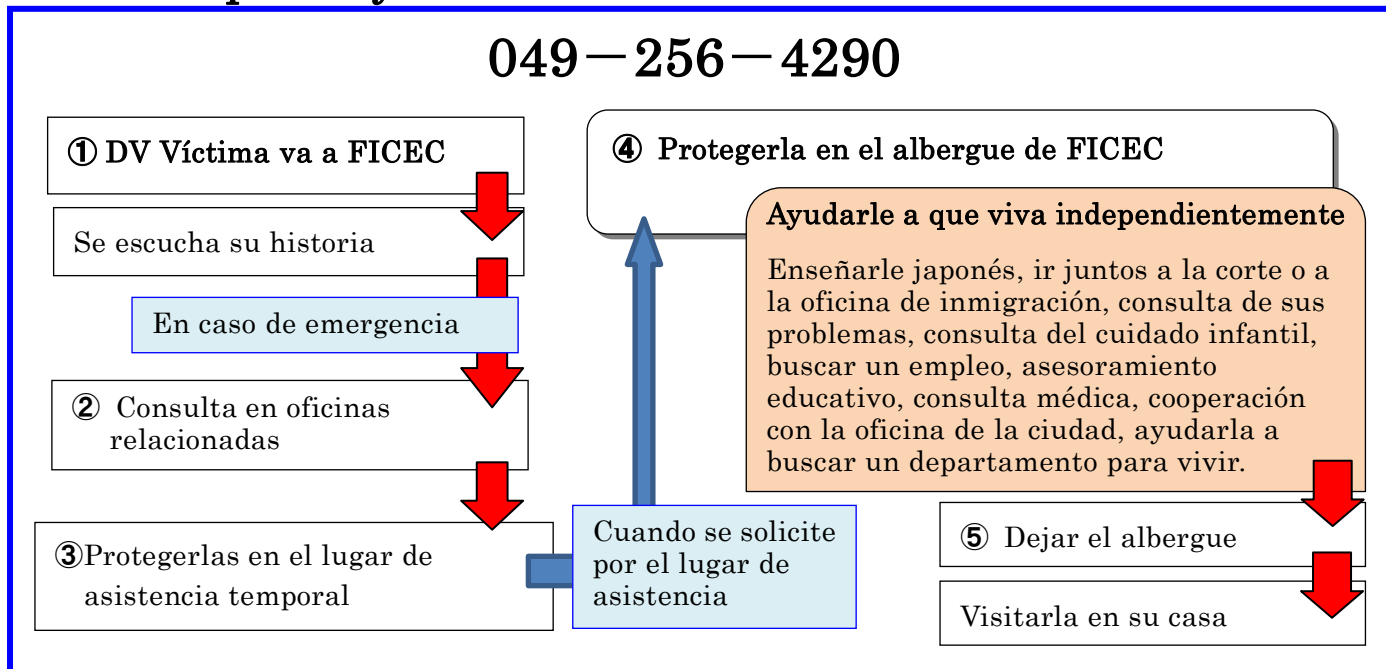 049－256－4290
① DV Víctima va a FICEC
Se escucha su historia
En caso de emergencia
② Consulta en oficinas
relacionadas
③Protegerlas en el lugar de
asistencia temporal
Cuando se solicite
por el lugar de
asistencia
④ Protegerla en el albergue de FICEC
Ayudarle a que viva independientemente
Enseñarle japonés, ir juntos a la corte o a
la oficina de inmigración, consulta de sus
problemas, consulta del cuidado infantil,
buscar un empleo, asesoramiento
educativo, consulta médica, cooperación
con la oficina de la ciudad, ayudarla a
buscar un departamento para vivir.
⑤ Dejar el albergue
Visitarla en su casa